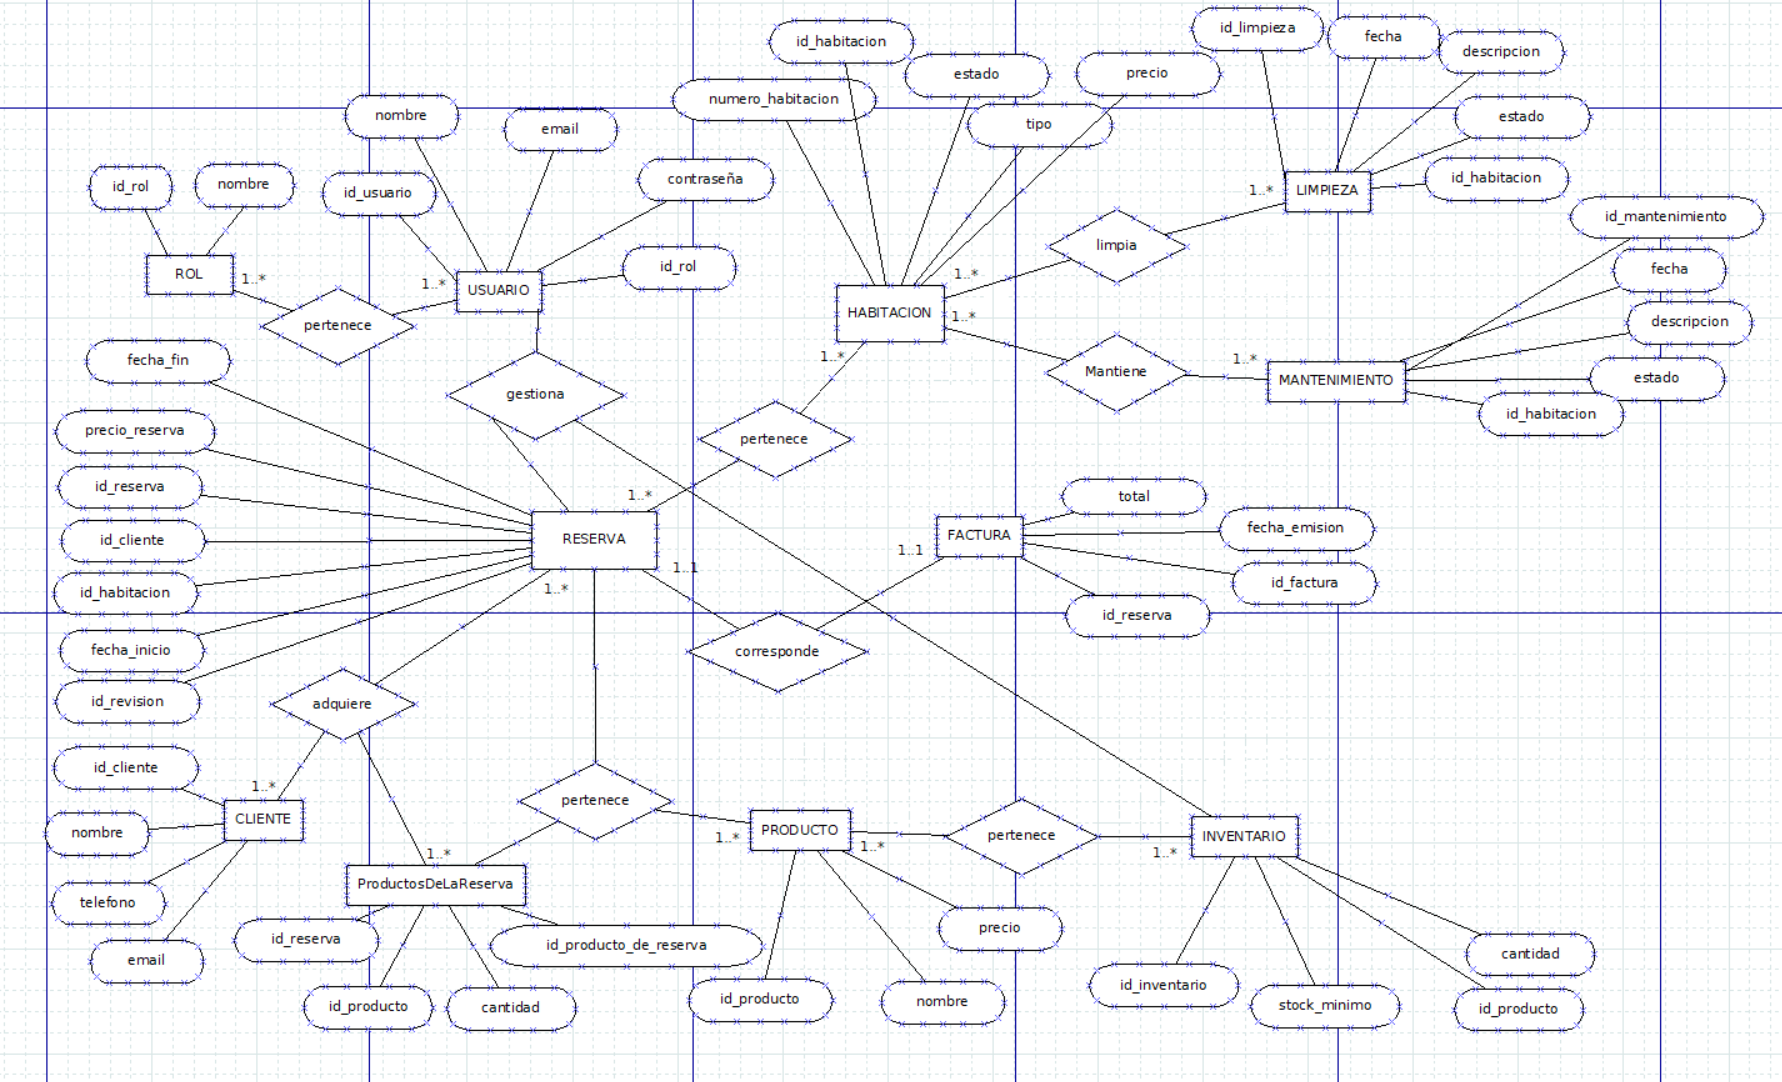 id_limpieza
fecha
id_habitacion
descripcion
estado
precio
numero_habitacion
nombre
email
tipo
estado
contraseña
id_rol
nombre
id_usuario
id_habitacion
LIMPIEZA
1..*
id_mantenimiento
limpia
id_rol
fecha
ROL
1..*
1..*
USUARIO
1..*
HABITACION
1..*
pertenece
descripcion
fecha_fin
1..*
1..*
Mantiene
MANTENIMIENTO
estado
gestiona
id_habitacion
precio_reserva
pertenece
id_reserva
1..*
total
id_cliente
RESERVA
FACTURA
fecha_emision
1..1
1..1
id_habitacion
1..*
id_factura
id_reserva
fecha_inicio
corresponde
id_revision
adquiere
id_cliente
1..*
pertenece
CLIENTE
nombre
PRODUCTO
1..*
1..*
pertenece
INVENTARIO
1..*
1..*
ProductosDeLaReserva
telefono
id_reserva
id_producto_de_reserva
precio
cantidad
email
id_producto
cantidad
id_producto
nombre
id_inventario
stock_minimo
id_producto